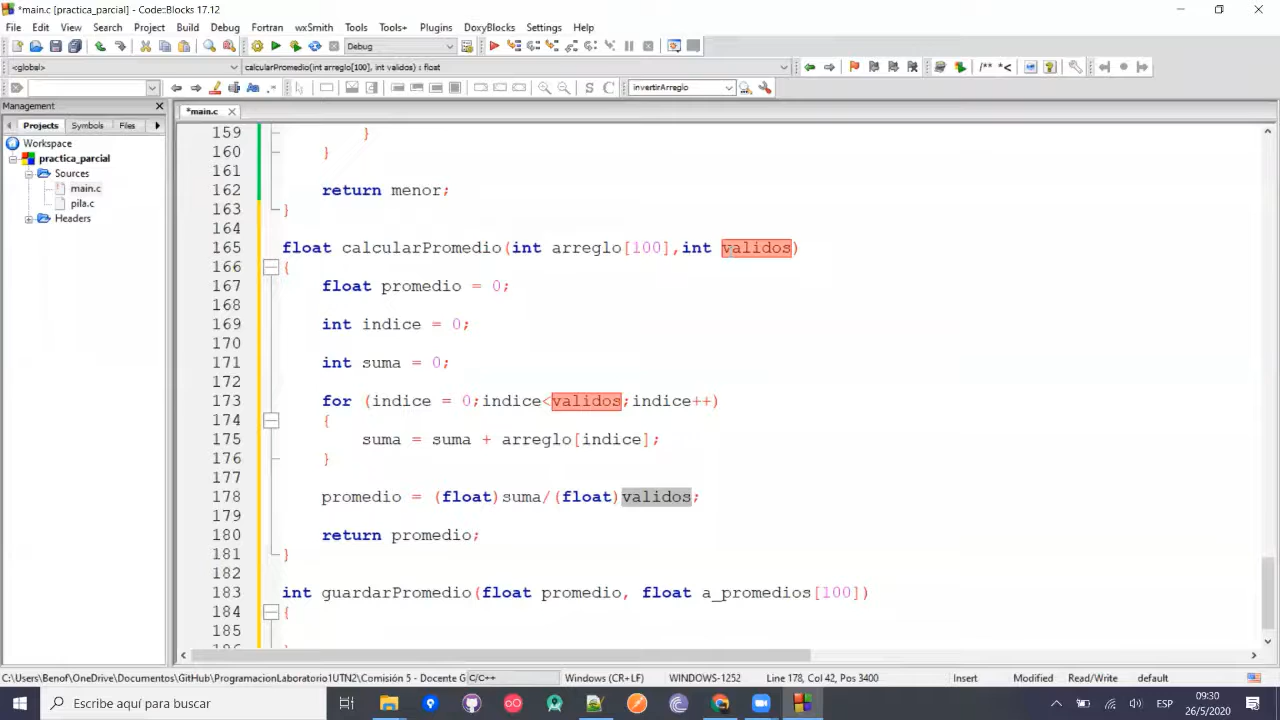 *main.c [practica_parcial] - Code::Blocks 17.12
File Edit View Search Project Build Debug Fortran wxSmith Tools Tools+ Plugins DoxyBlocks Settings Help
Debug
<global> calcularPromedio(int arreglo[100], int validos) : float
/** *<
invertirArreglo
Management
*main.c
Projects Symbols Files
Workspace
practica_parcial
Sources
main.c
pila.c
Headers
159 }
160 }
161
162 return menor;
163 }
164
165 float calcularPromedio(int arreglo[100],int validos)
166 {
167 float promedio = 0;
168
169 int indice = 0;
170
171 int suma = 0;
172
173 for (indice = 0;indice<validos;indice++)
174 {
175 suma = suma + arreglo[indice];
176 }
177
178 promedio = (float)suma/(float)validos;
179
180 return promedio;
181 }
182
183 int guardarPromedio(float promedio, float a_promedios[100])
184 {
185
C:\Users\Benof\OneDrive\Documentos\GitHub\ProgramacionLaboratorio1UTN2\Comisión 5 - Docente G C/C++ Windows (CR+LF) WINDOWS-1252 Line 178, Col 42, Pos 3400 Insert Modified Read/Write default
Escribe aquí para buscar
ESP
09:30
26/5/2020